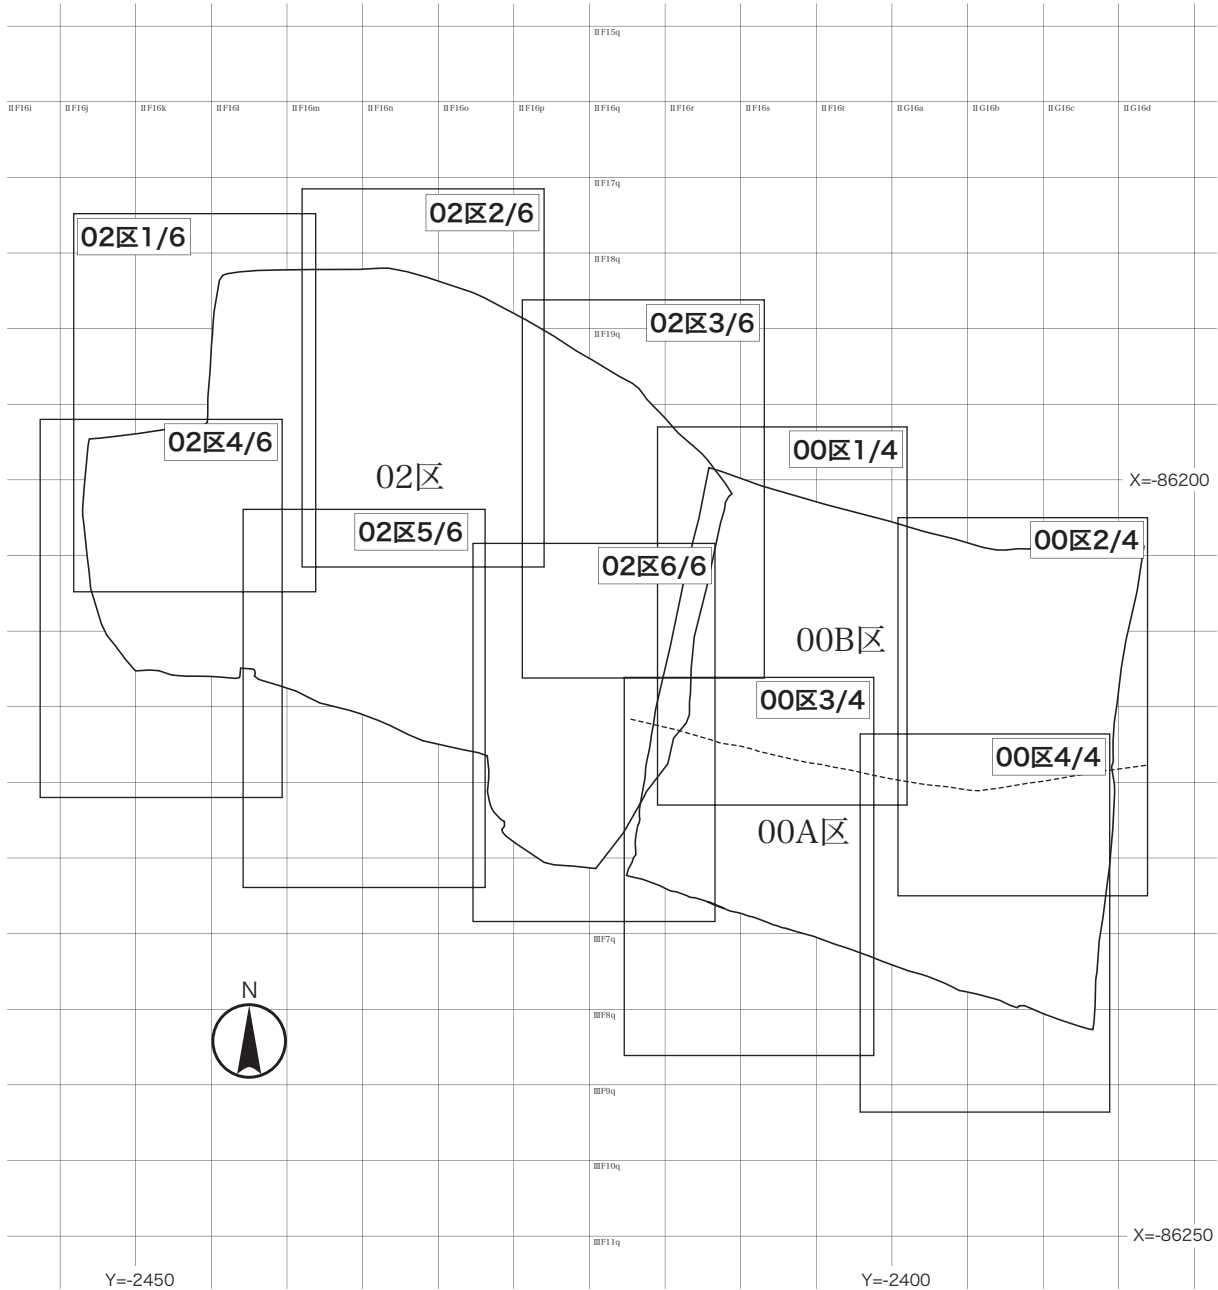 ⅡF15q
ⅡF16i ⅡF16j ⅡF16k ⅡF16l ⅡF16m ⅡF16n ⅡF16o ⅡF16p ⅡF16q ⅡF16r ⅡF16s ⅡF16t ⅡG16a ⅡG16b ⅡG16c ⅡG16d
ⅡF17q
02区2/6
02区1/6
ⅡF18q
02区3/6
ⅡF19q
02区4/6
00区1/4
02区
X=-86200
02区5/6
00区2/4
02区6/6
00B区
00区3/4
00区4/4
00A区
ⅢF7q
N
ⅢF8q
ⅢF9q
ⅢF10q
X=-86250
ⅢF11q
Y=-2450
Y=-2400